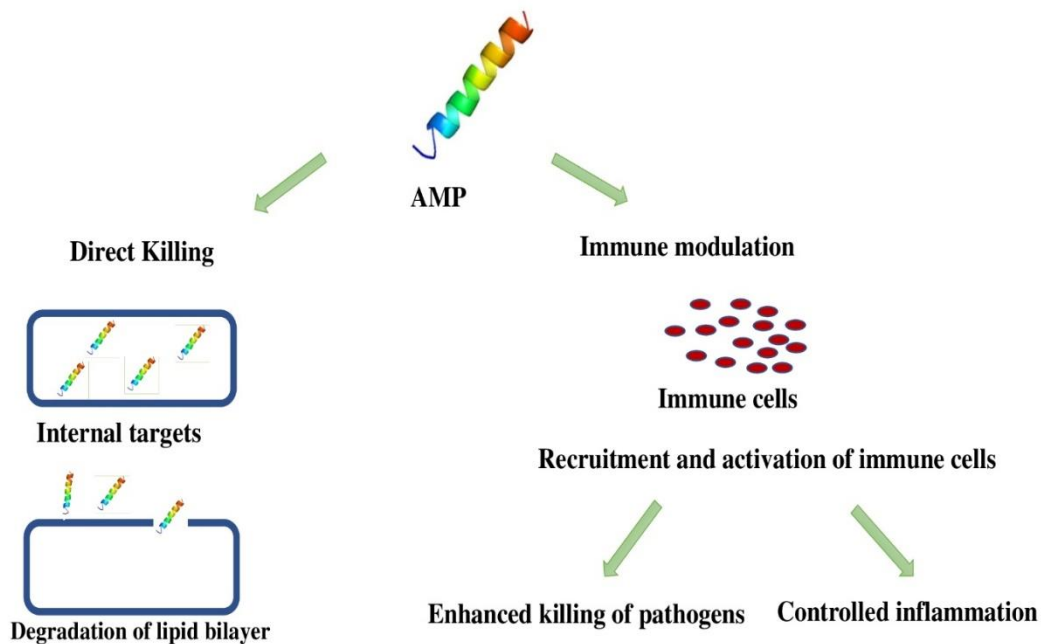 AMP
Direct Killing
Immune modulation
Internal targets
Immune cells
Recruitment and activation of immune cells
Degradation of lipid bilayer
Enhanced killing of pathogens
Controlled inflammation